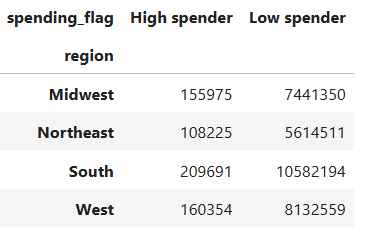 spending_flag High spender Low spender
region
Midwest 155975 7441350
Northeast 108225 5614511
South 209691 10582194
West 160354 8132559